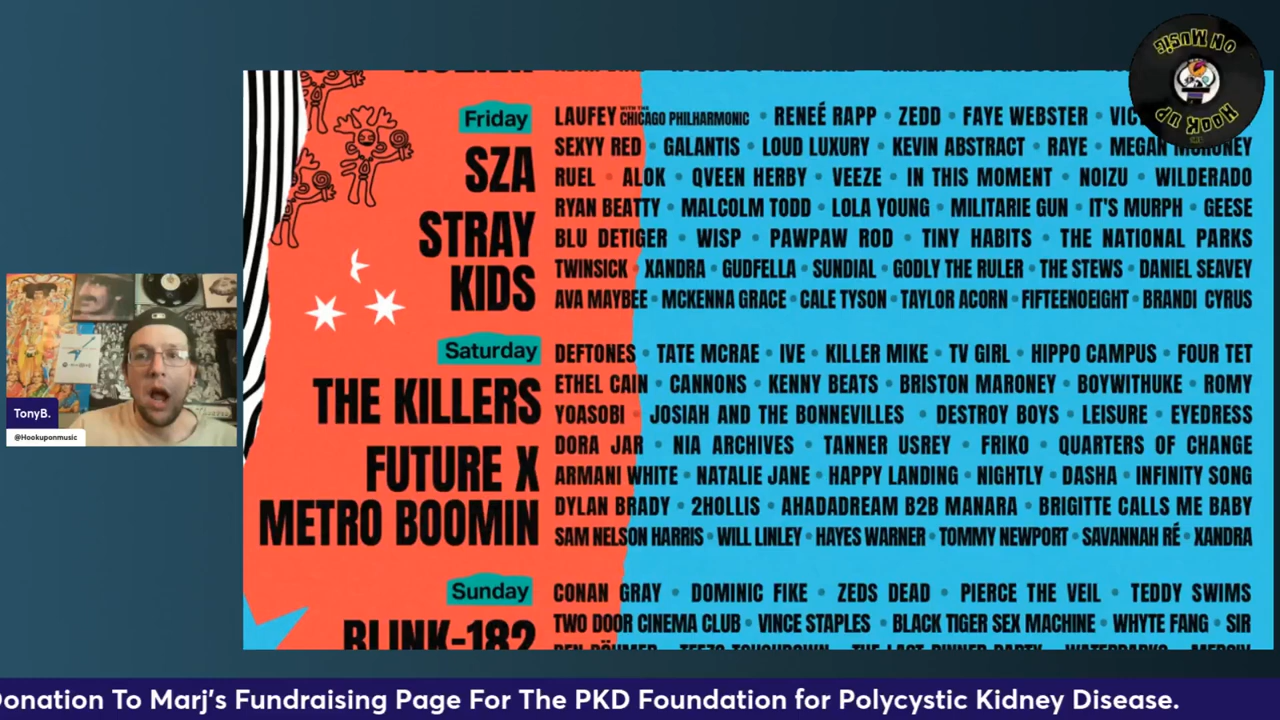 Friday
SZA
STRAY
KIDS
LAUFEY WITH THE CHICAGO PHILHARMONIC • RENEÉ RAPP • ZEDD • FAYE WEBSTER
SEXYY RED • GALANTIS • LOUD LUXURY • KEVIN ABSTRACT • RAYE • MEGAN MORONEY
RUEL • ALOK • QVEEN HERBY • VEEZE • IN THIS MOMENT • NOIZU • WILDERADO
RYAN BEATTY • MALCOLM TODD • LOLA YOUNG • MILITARIE GUN • IT'S MURPH • GEESE
BLU DETIGER • WISP • PAWPAW ROD • TINY HABITS • THE NATIONAL PARKS
TWINSICK • XANDRA • GUDFELLA • SUNDIAL • GODLY THE RULER • THE STEWS • DANIEL SEAVEY
AVA MAYBEE • MCKENNA GRACE • CALE TYSON • TAYLOR ACORN • FIFTEENOEIGHT • BRANDI CYRUS
Saturday
THE KILLERS
FUTURE X
METRO BOOMIN
DEFTONES • TATE MCRAE • IVE • KILLER MIKE • TV GIRL • HIPPO CAMPUS • FOUR TET
ETHEL CAIN • CANNONS • KENNY BEATS • BRISTON MARONEY • BOYWITHUKE • ROMY
YOASOBI • JOSIAH AND THE BONNEVILLES • DESTROY BOYS • LEISURE • EYEDRESS
DORA JAR • NIA ARCHIVES • TANNER USREY • FRIKO • QUARTERS OF CHANGE
ARMANI WHITE • NATALIE JANE • HAPPY LANDING • NIGHTLY • DASHA • INFINITY SONG
DYLAN BRADY • 2HOLLIS • AHADADREAM B2B MANARA • BRIGITTE CALLS ME BABY
SAM NELSON HARRIS • WILL LINLEY • HAYES WARNER • TOMMY NEWPORT • SAVANNAH RÉ • XANDRA
Sunday
BLINK-182
CONAN GRAY • DOMINIC FIKE • ZEDS DEAD • PIERCE THE VEIL • TEDDY SWIMS
TWO DOOR CINEMA CLUB • VINCE STAPLES • BLACK TIGER SEX MACHINE • WHYTE FANG • SIR
HOOK UP
ON MUSIC
TonyB.
@Hookuponmusic
Donation To Marj's Fundraising Page For The PKD Foundation for Polycystic Kidney Disease.